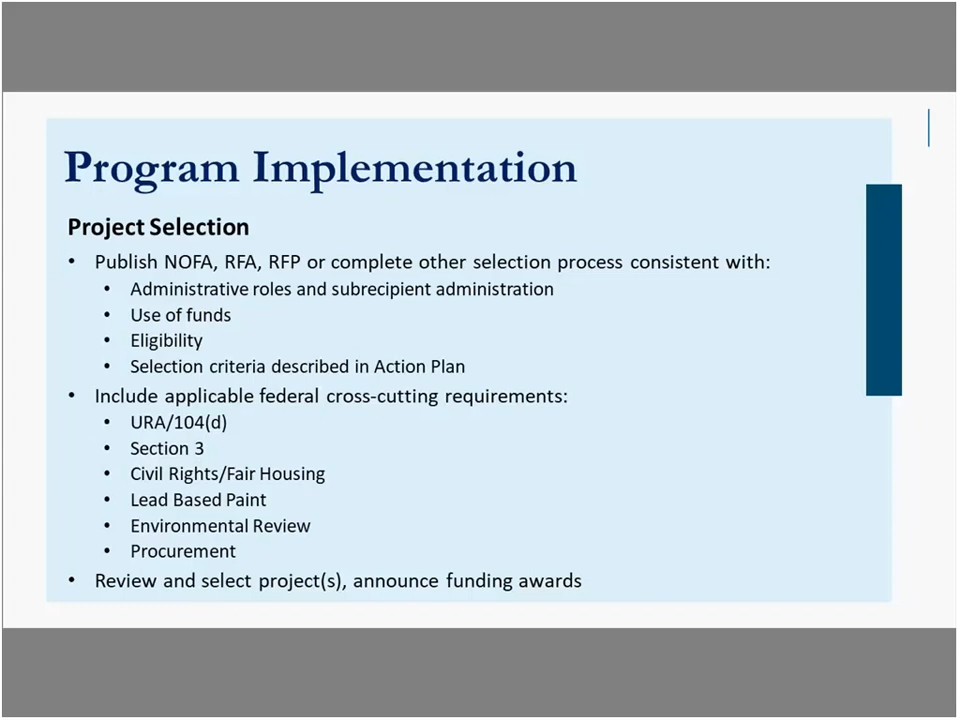 Program Implementation
Project Selection
• Publish NOFA, RFA, RFP or complete other selection process consistent with:
• Administrative roles and subrecipient administration
• Use of funds
• Eligibility
• Selection criteria described in Action Plan
• Include applicable federal cross-cutting requirements:
• URA/104(d)
• Section 3
• Civil Rights/Fair Housing
• Lead Based Paint
• Environmental Review
• Procurement
• Review and select project(s), announce funding awards